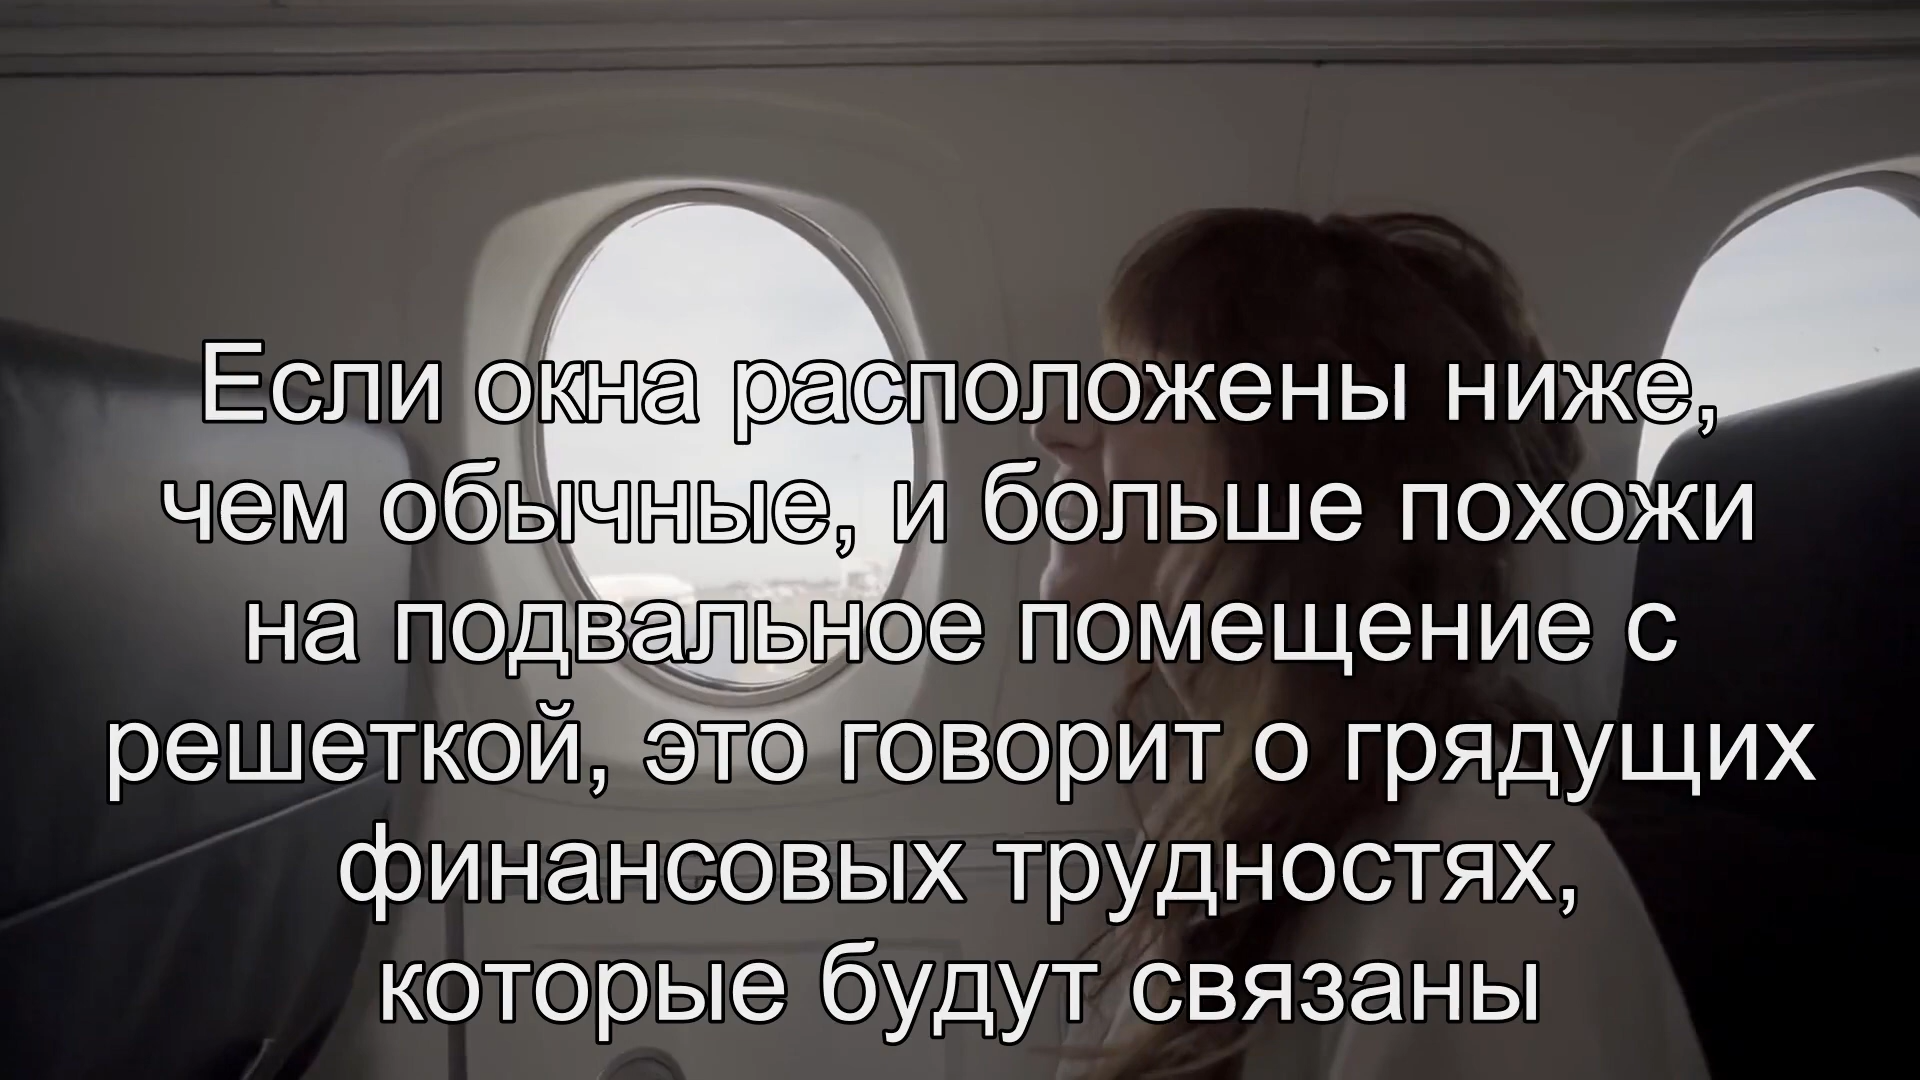 Если окна расположены ниже,
чем обычные, и больше похожи
на подвальное помещение с
решеткой, это говорит о грядущих
финансовых трудностях,
которые будут связаны